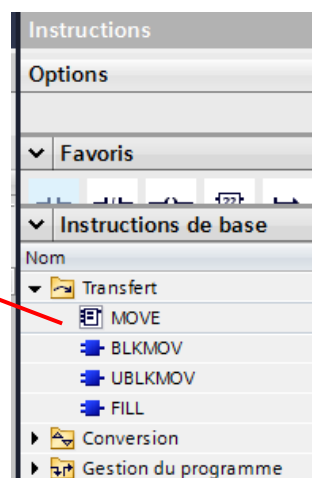 Instructions
Options
Favoris
??
Instructions de base
Nom
Transfert
MOVE
BLKMOV
UBLKMOV
FILL
Conversion
Gestion du programme